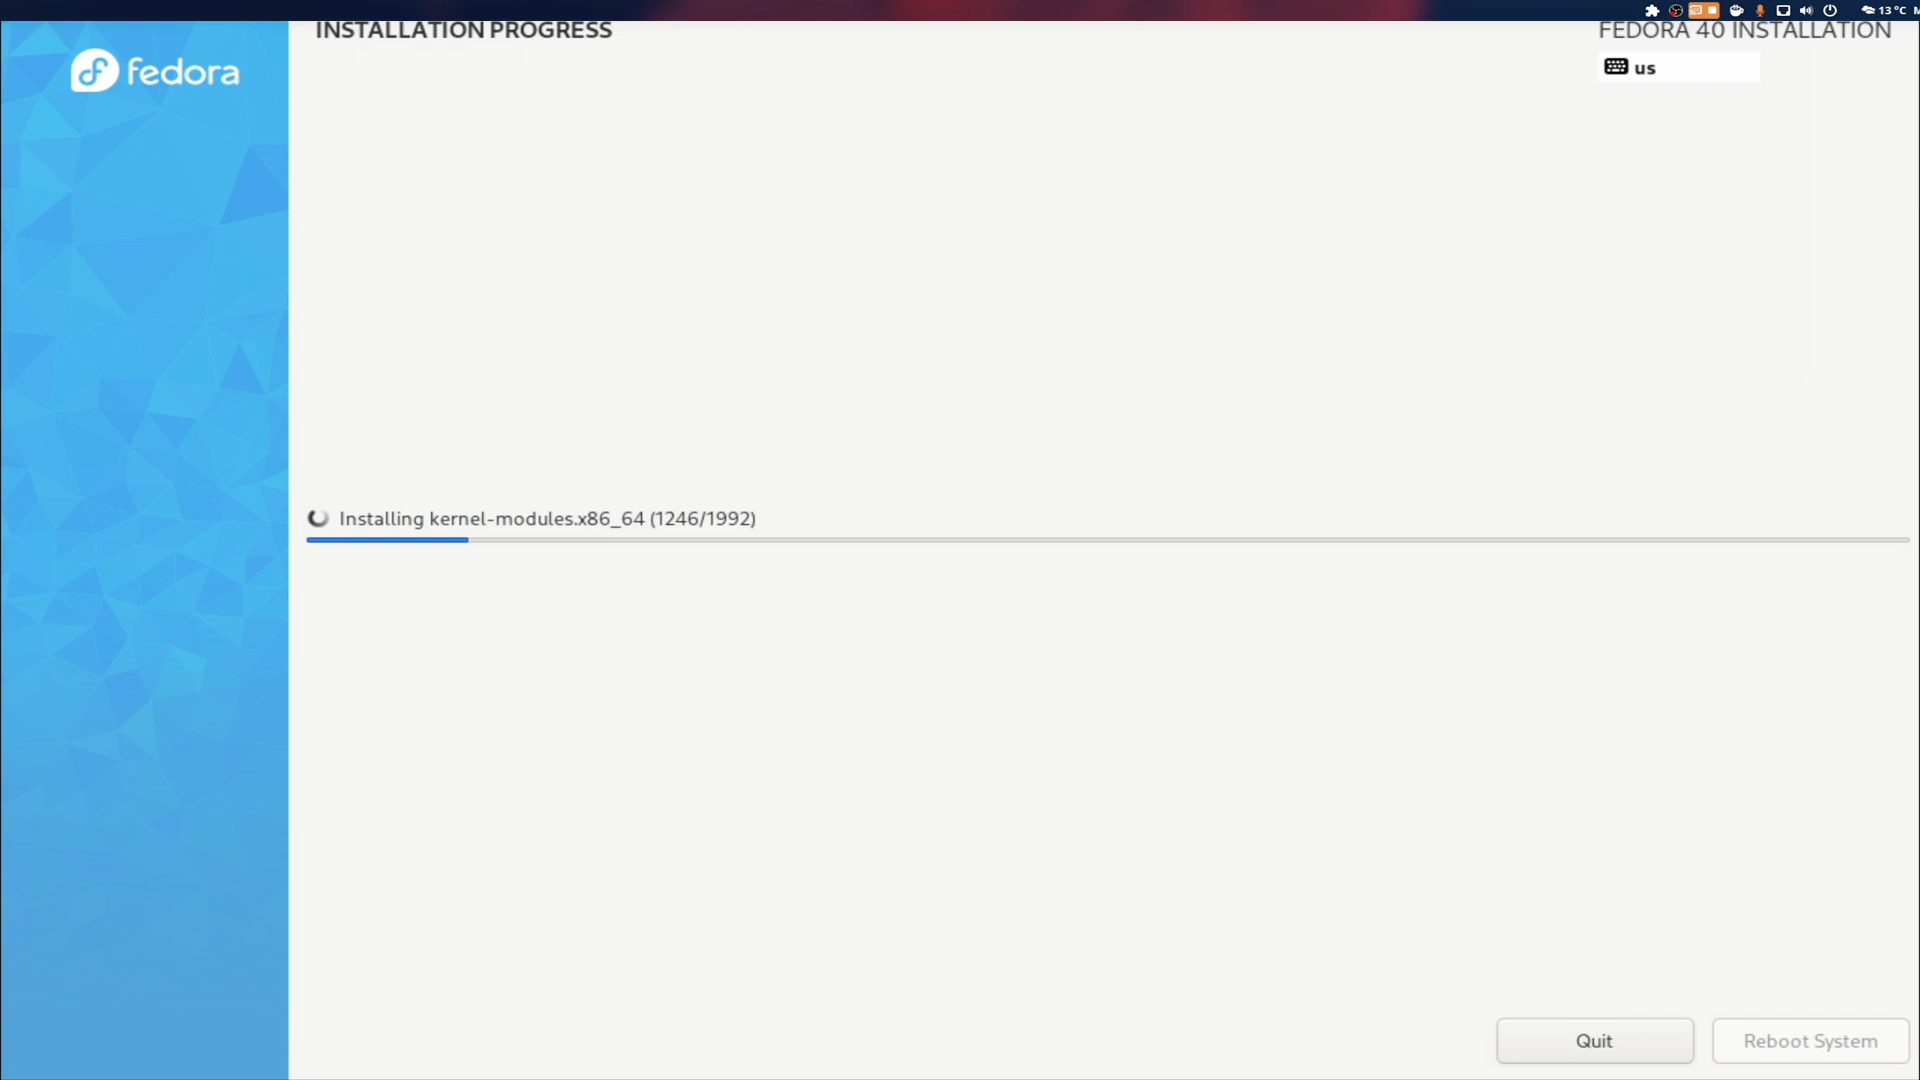 13 °C
INSTALLATION PROGRESS
FEDORA 40 INSTALLATION
fedora
us
Installing kernel-modules.x86_64 (1246/1992)
Quit
Reboot System